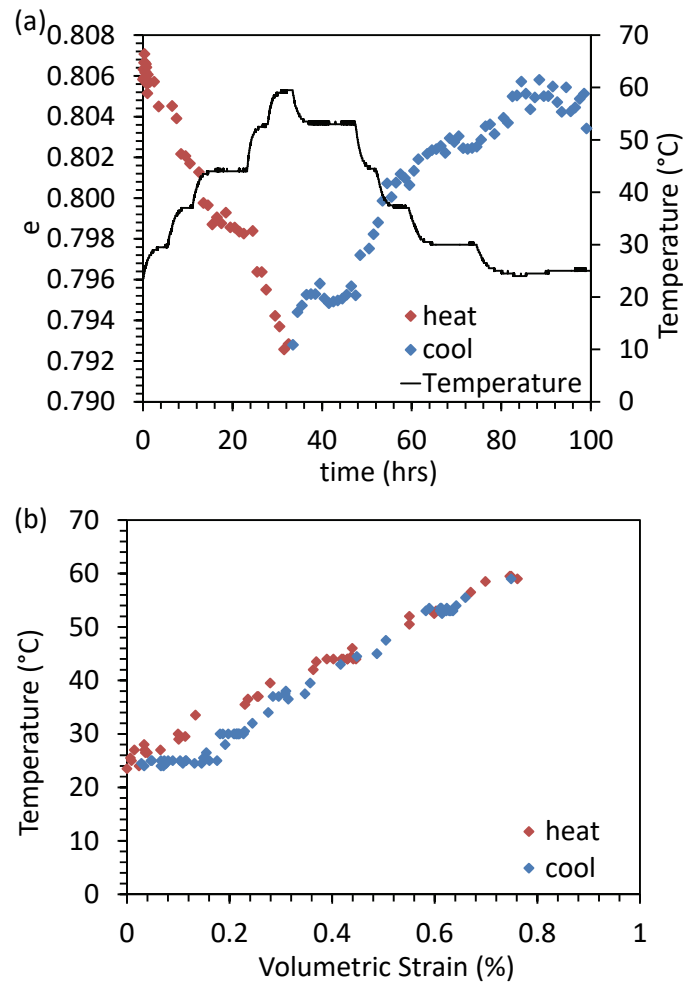 (a)
0.808
0.806
0.804
0.802
0.800
0.798
0.796
0.794
0.792
0.790
e
70
60
50
40
30
20
10
0
Temperature (°C)
heat
cool
Temperature
0 20 40 60 80 100
time (hrs)
(b)
70
60
50
40
30
20
10
0
Temperature (°C)
heat
cool
0 0.2 0.4 0.6 0.8 1
Volumetric Strain (%)